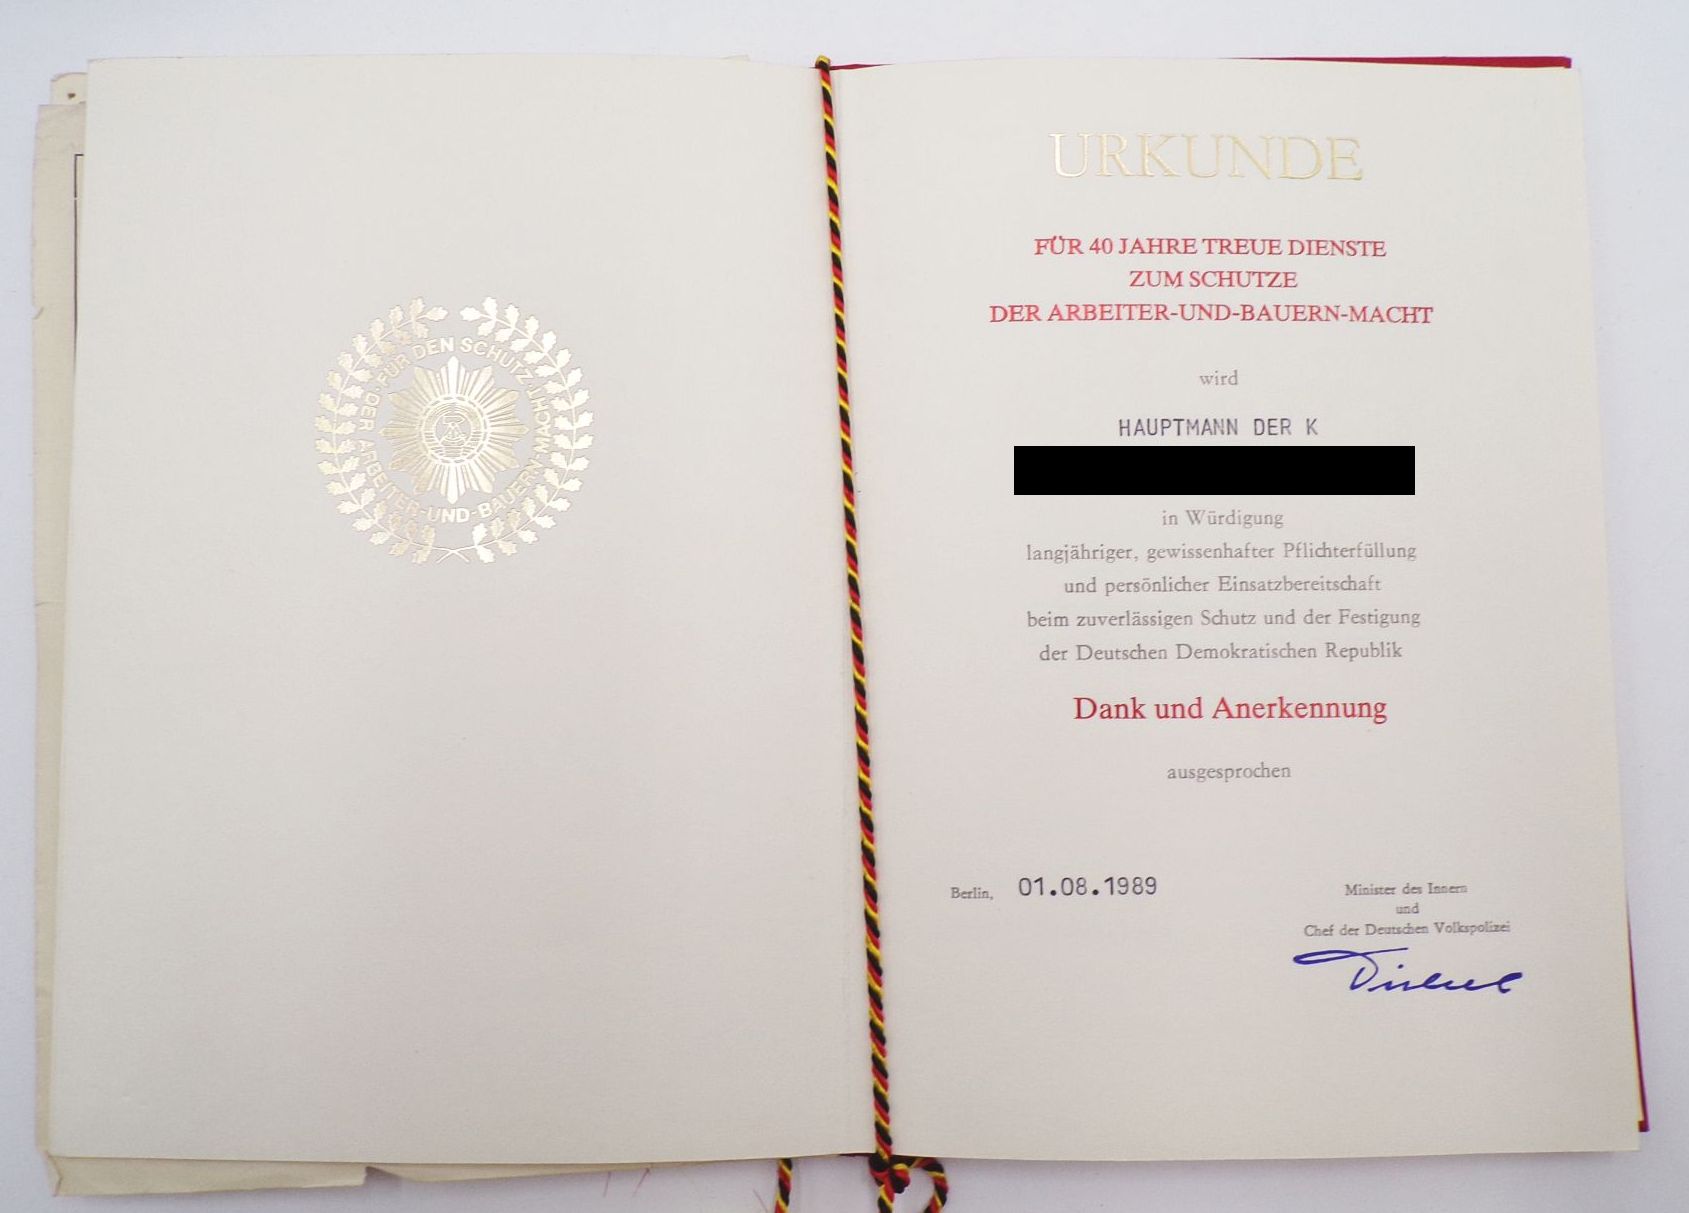 FÜR DEN SCHUTZ DER ARBEITER-UND-BAUERN-MACHT
URKUNDE
FÜR 40 JAHRE TREUE DIENSTE
ZUM SCHUTZE
DER ARBEITER-UND-BAUERN-MACHT
wird
HAUPTMANN DER K
in Würdigung
langjähriger, gewissenhafter Pflichterfüllung
und persönlicher Einsatzbereitschaft
beim zuverlässigen Schutz und der Festigung
der Deutschen Demokratischen Republik
Dank und Anerkennung
ausgesprochen
Berlin, 01.08.1989
Minister des Innern
und
Chef der Deutschen Volkspolizei